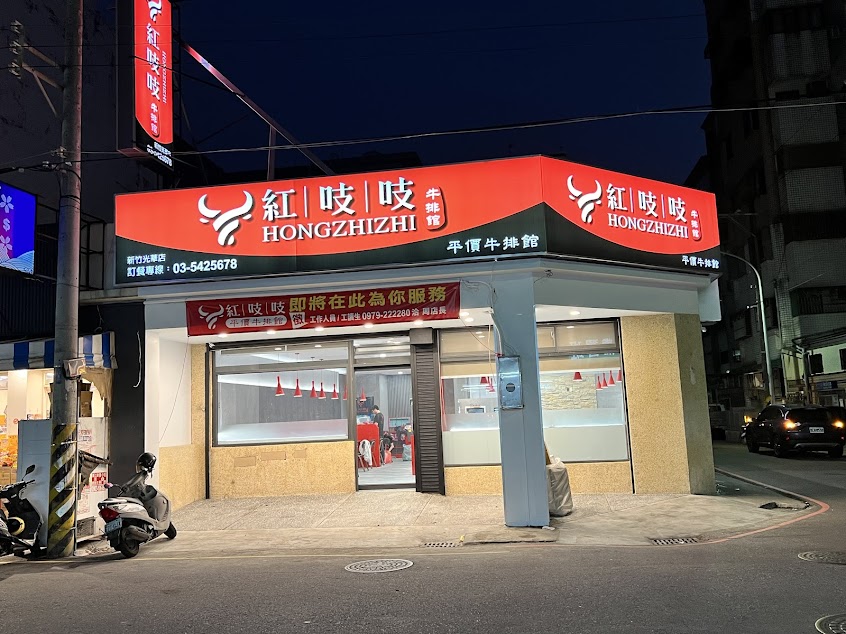 紅吱吱
牛排館
紅|吱|吱
HONGZHIZHI
牛排館
平價牛排館
新竹光華店
訂餐專線：03-5425678
紅|吱|吱
HONGZHIZHI
牛排館
平價牛排館
紅|吱|吱
平價牛排館
即將在此為你服務
徵 工作人員/工讀生 0979-222260 洽 周店長
$